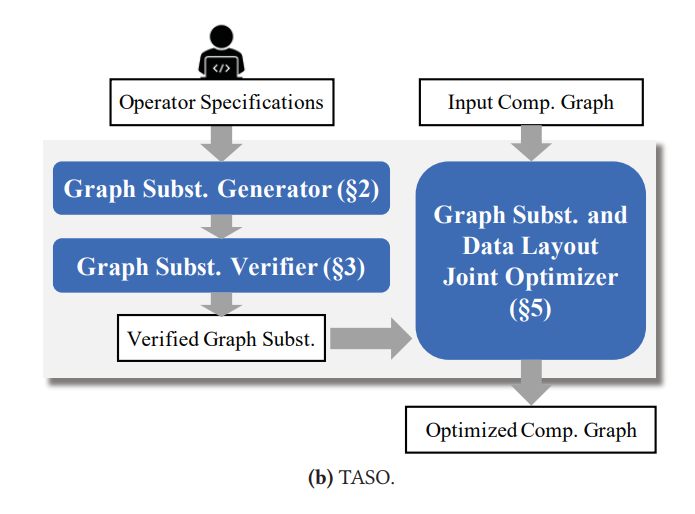 </>
Operator Specifications
Input Comp. Graph
Graph Subst. Generator (§2)
Graph Subst. Verifier (§3)
Verified Graph Subst.
Graph Subst. and
Data Layout
Joint Optimizer
(§5)
Optimized Comp. Graph
(b) TASO.